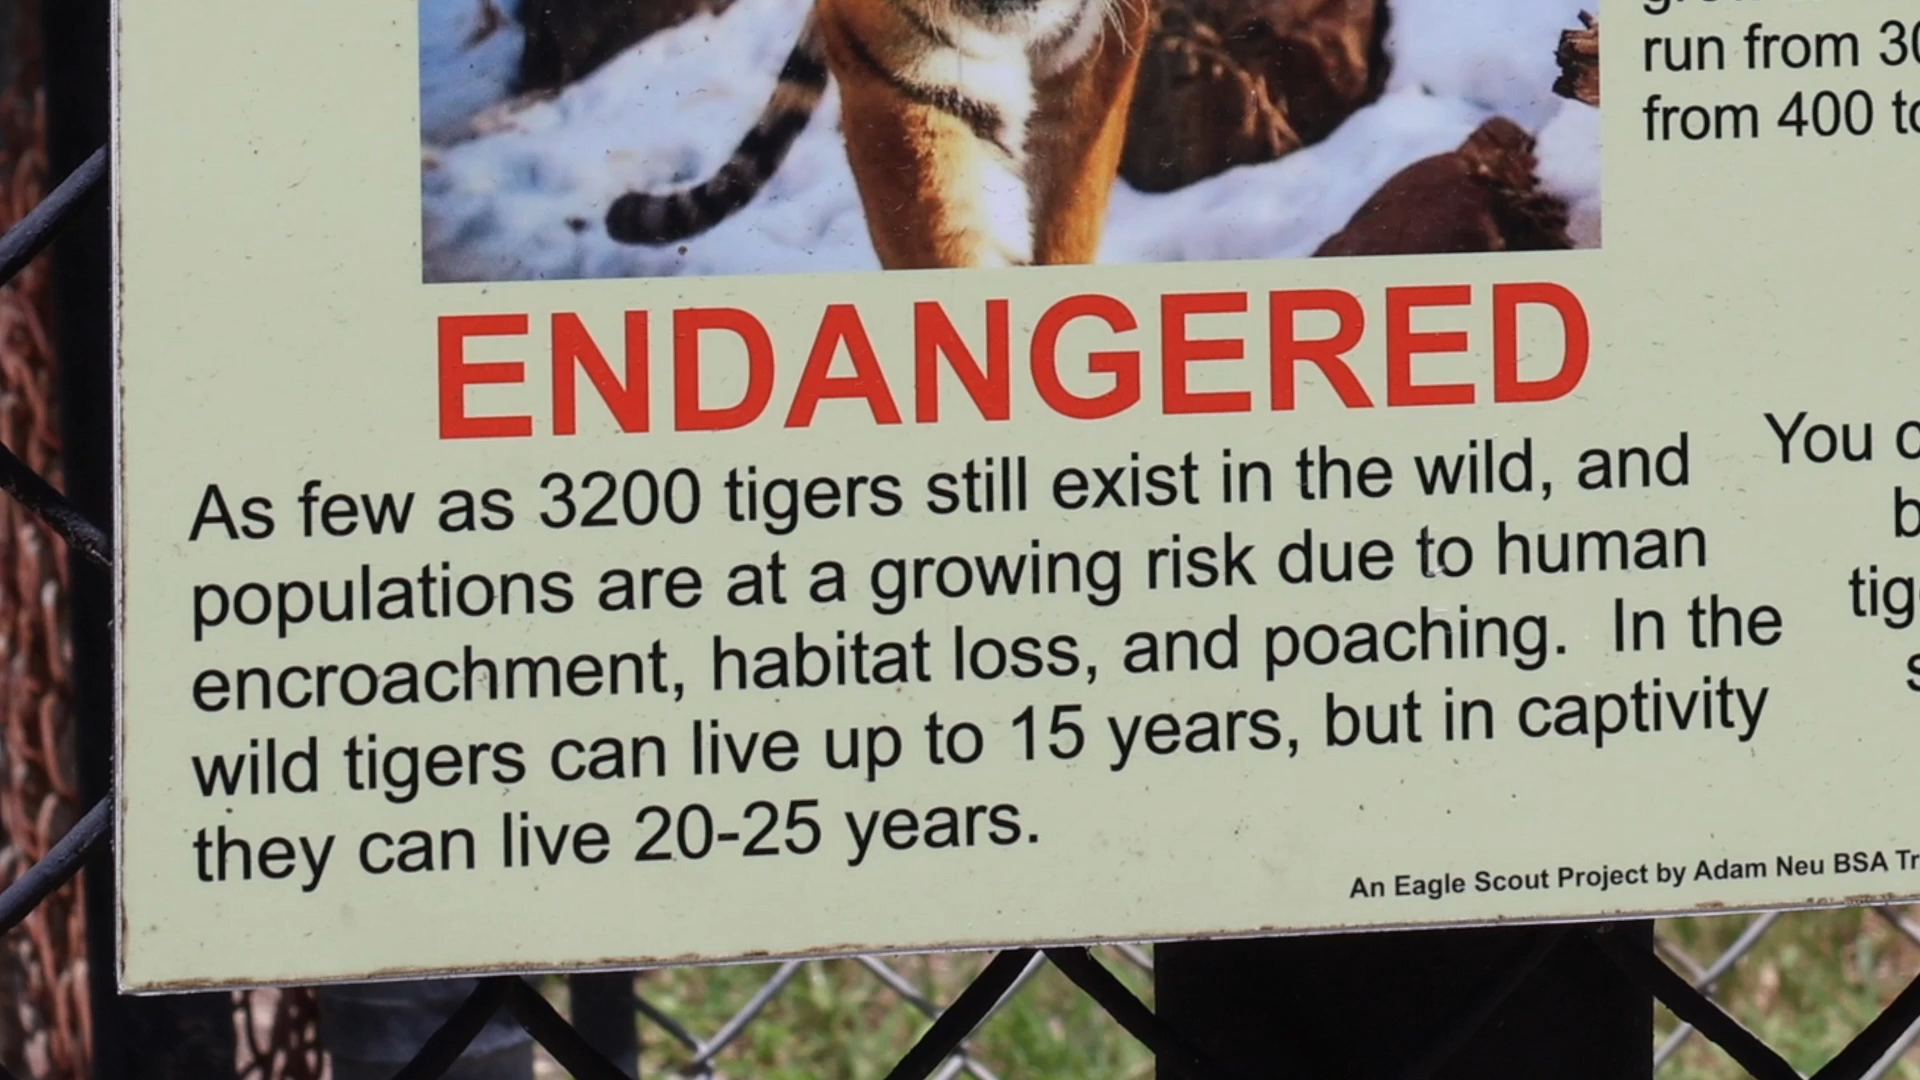 run from
from 400
ENDANGERED
As few as 3200 tigers still exist in the wild, and
populations are at a growing risk due to human
encroachment, habitat loss, and poaching.  In the
wild tigers can live up to 15 years, but in captivity
they can live 20-25 years.
You
An Eagle Scout Project by Adam Neu BSA